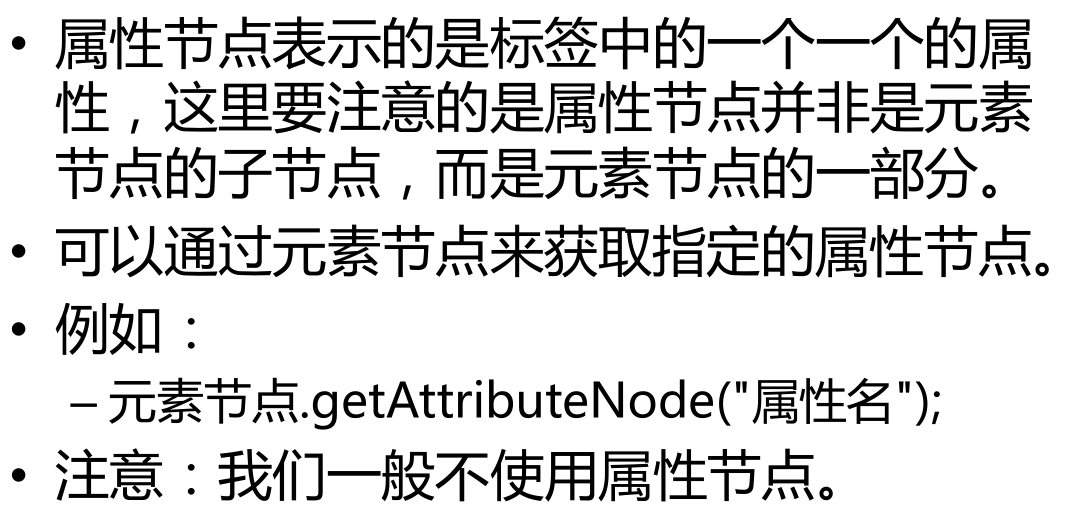 • 属性节点表示的是标签中的一个一个的属
性，这里要注意的是属性节点并非是元素
节点的子节点，而是元素节点的一部分。
• 可以通过元素节点来获取指定的属性节点。
• 例如：
– 元素节点.getAttributeNode("属性名");
• 注意：我们一般不使用属性节点。